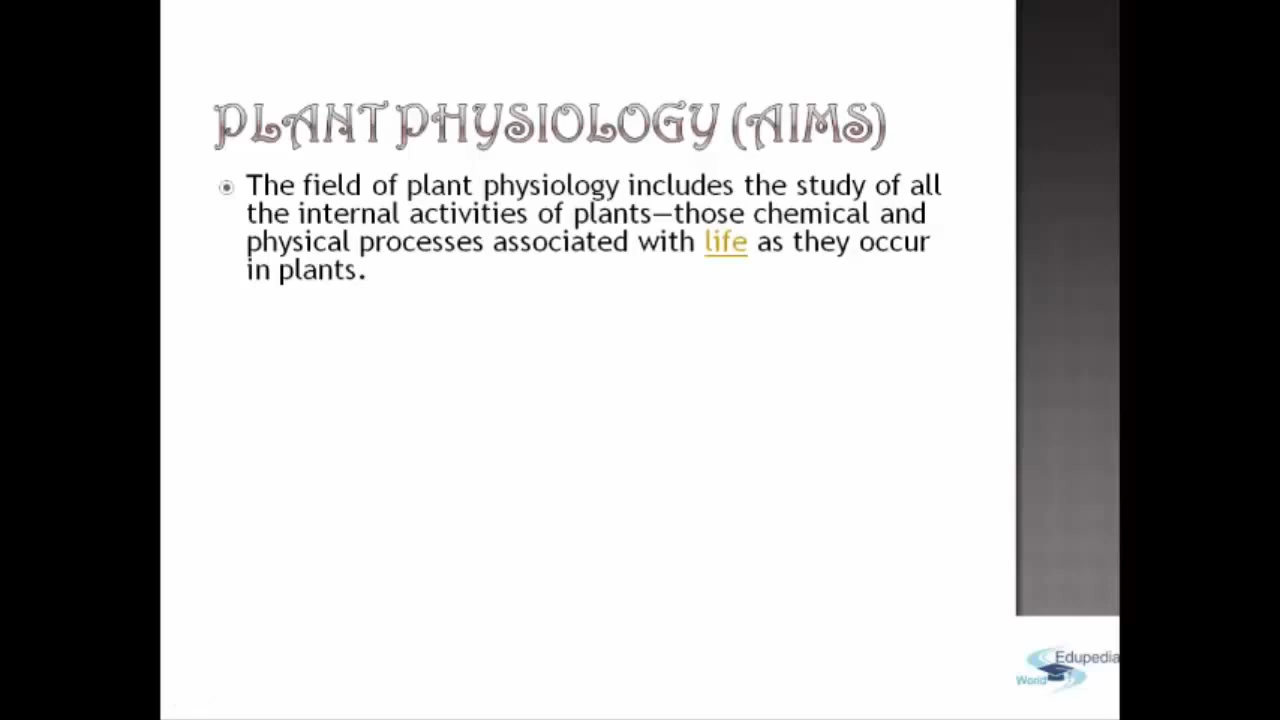 PLANT PHYSIOLOGY (AIMS)
The field of plant physiology includes the study of all
the internal activities of plants—those chemical and
physical processes associated with life as they occur
in plants.
Edupedia
World